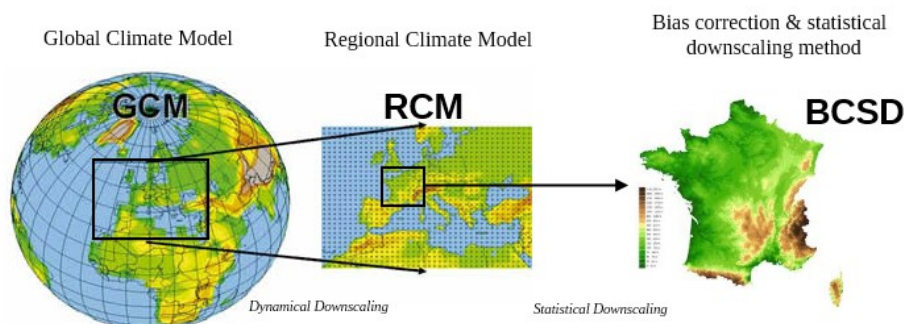 Global Climate Model
Regional Climate Model
Bias correction & statistical
downscaling method
GCM
RCM
BCSD
Dynamical Downscaling
Statistical Downscaling